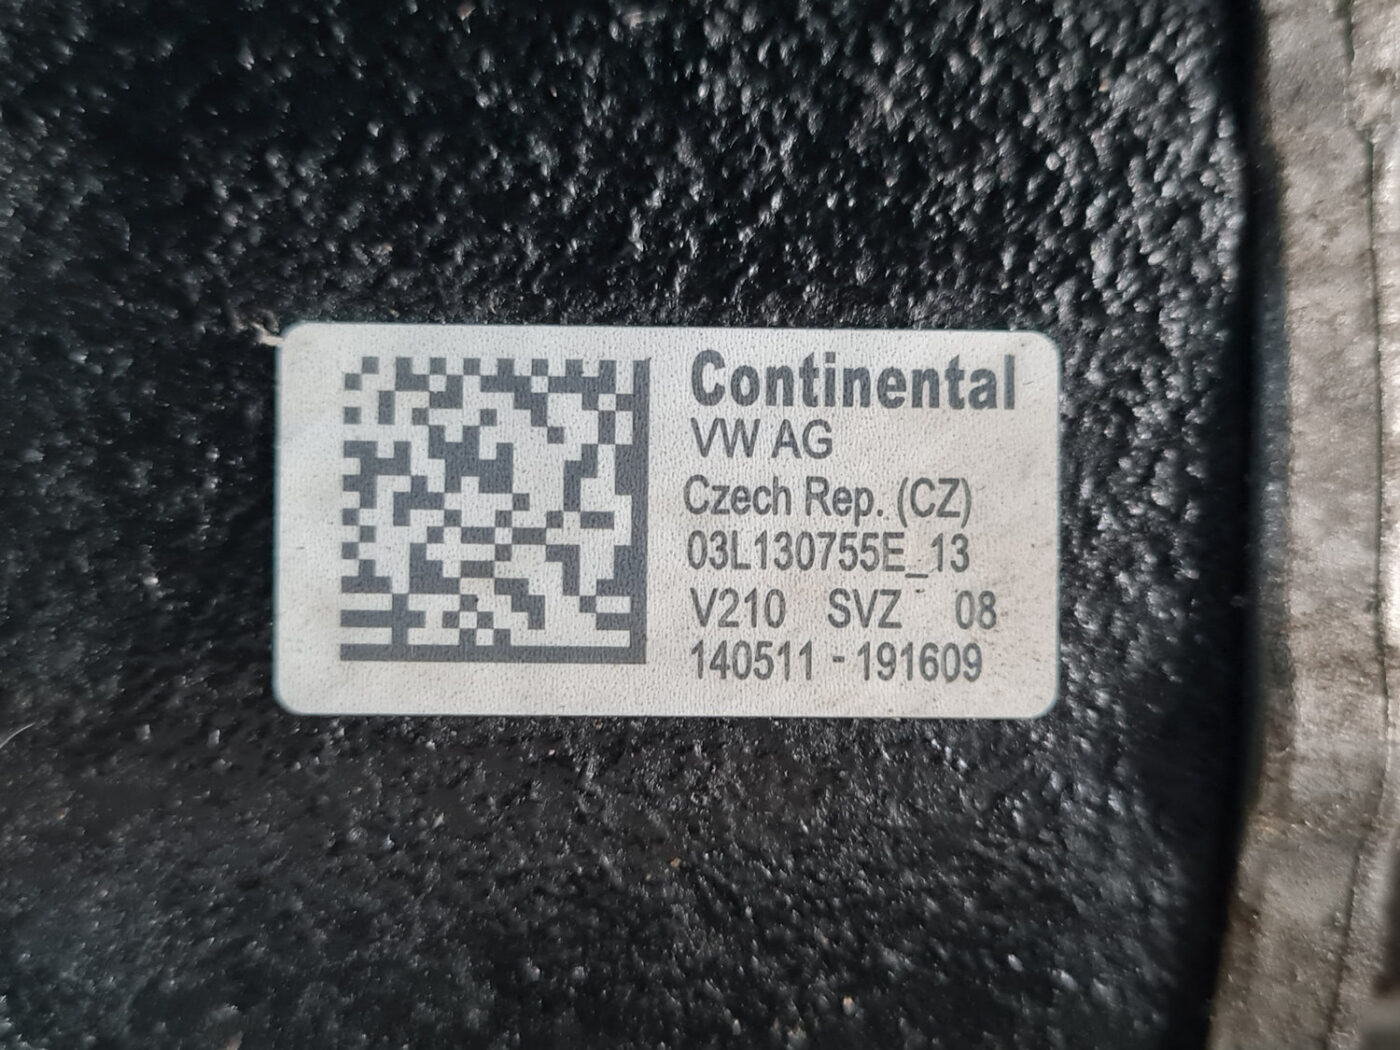 Continental
VW AG
Czech Rep. (CZ)
03L130755E_13
V210 SVZ 08
140511 - 191609